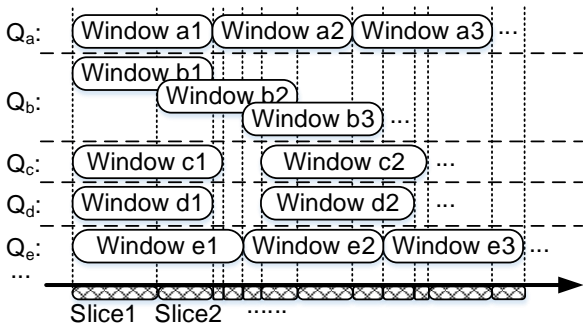 Qa: Window a1 Window a2 Window a3 ...
Window b1
Qb: Window b2
Window b3 ...
Qc: Window c1 Window c2 ...
Qd: Window d1 Window d2 ...
Qe: Window e1 Window e2 Window e3 ...
...
Slice1 Slice2 ......